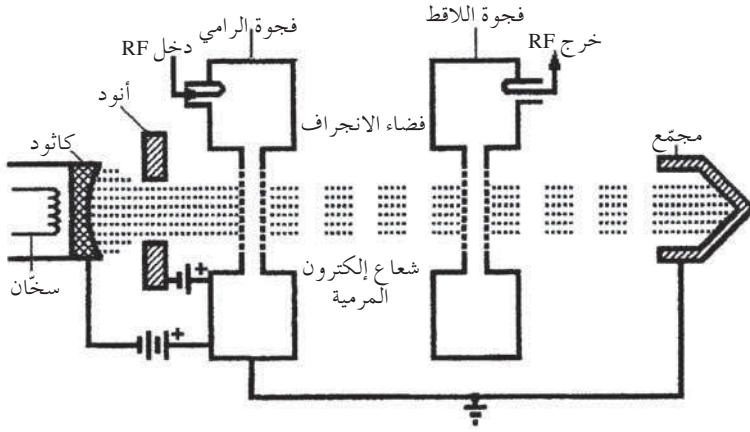 فجوة اللاقط
فجوة الرامي
خرج RF
دخل RF
أنود
فضاء الانجراف
كاثود
مجمّع
شعاع إلكترون
المرمية
سخّان
+
+